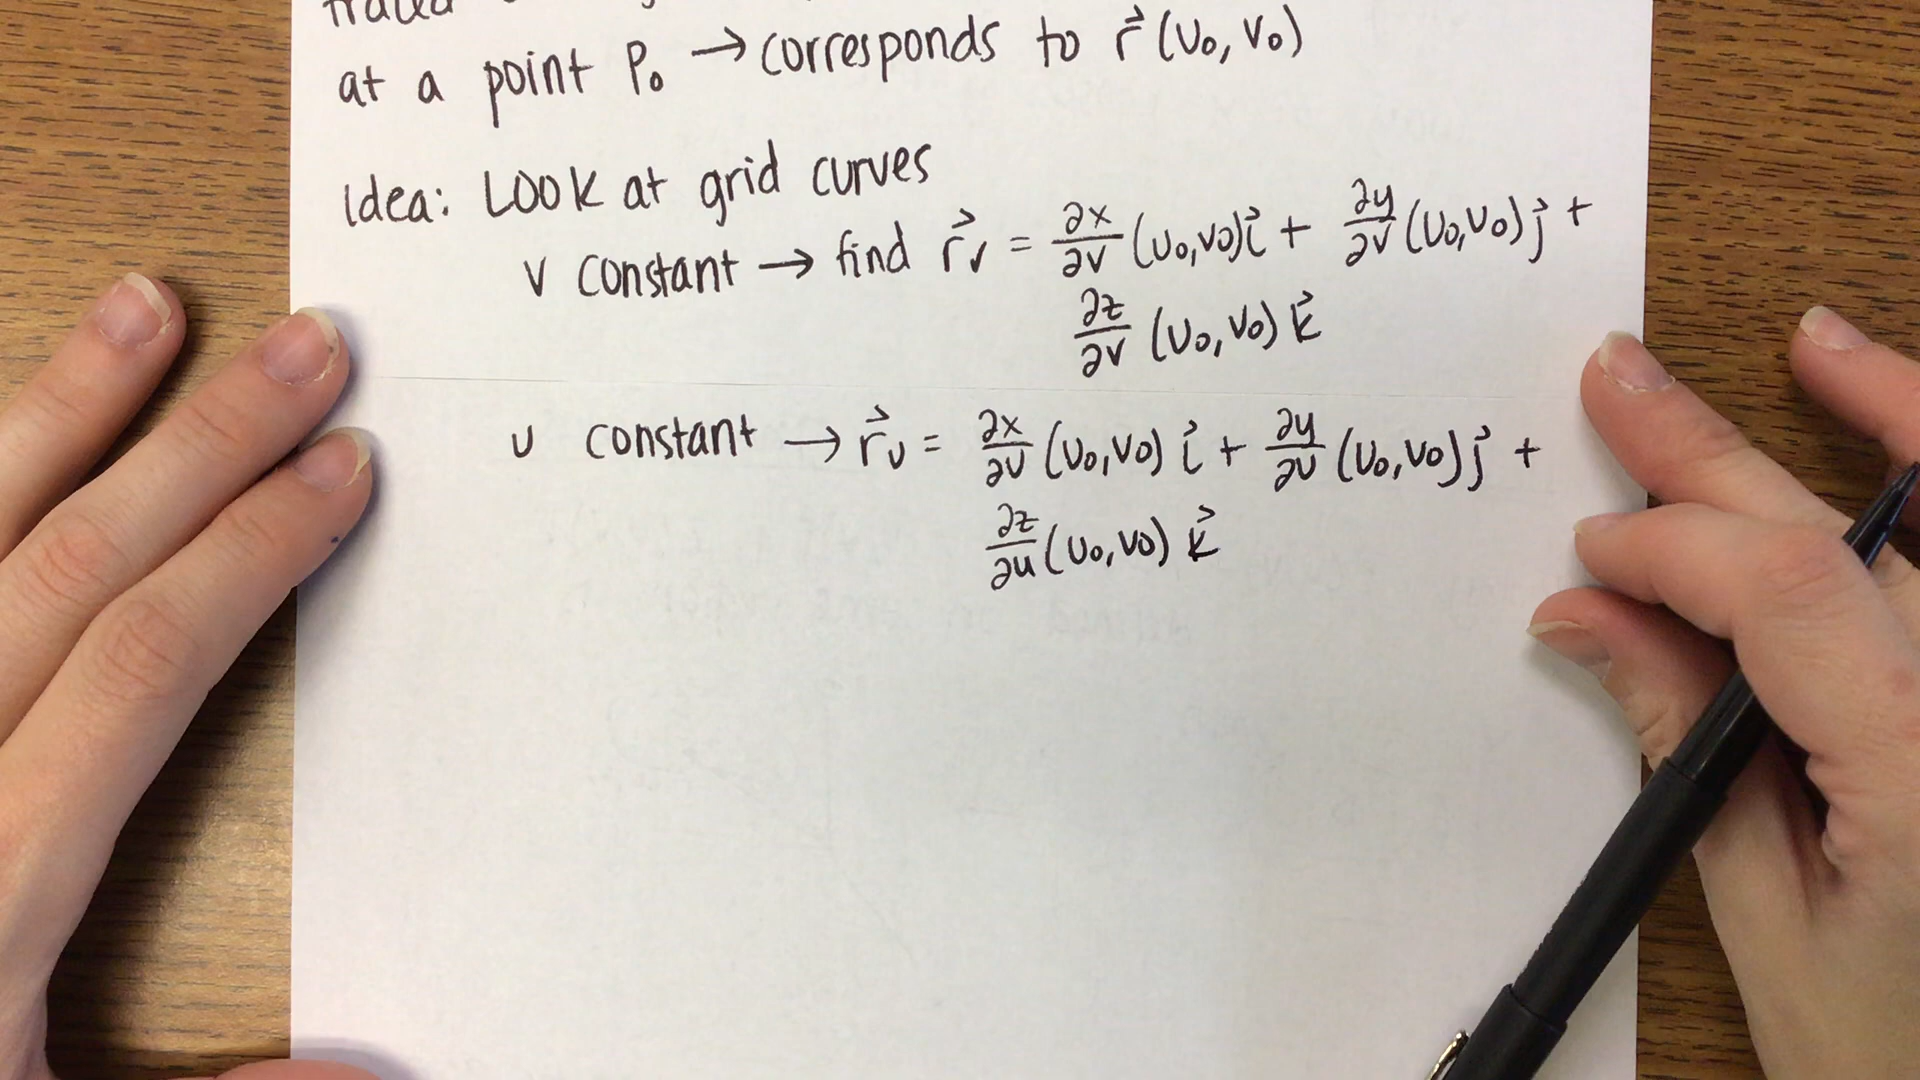 at a point P₀ → corresponds to r⃗ (u₀, v₀)
Idea: Look at grid curves
v constant → find r⃗ᵥ = ∂x/∂v (u₀,v₀) i⃗ + ∂y/∂v (u₀,v₀) j⃗ +
∂z/∂v (u₀, v₀) k⃗
u constant → r⃗ᵤ = ∂x/∂u (u₀,v₀) i⃗ + ∂y/∂u (u₀,v₀) j⃗ +
∂z/∂u (u₀,v₀) k⃗